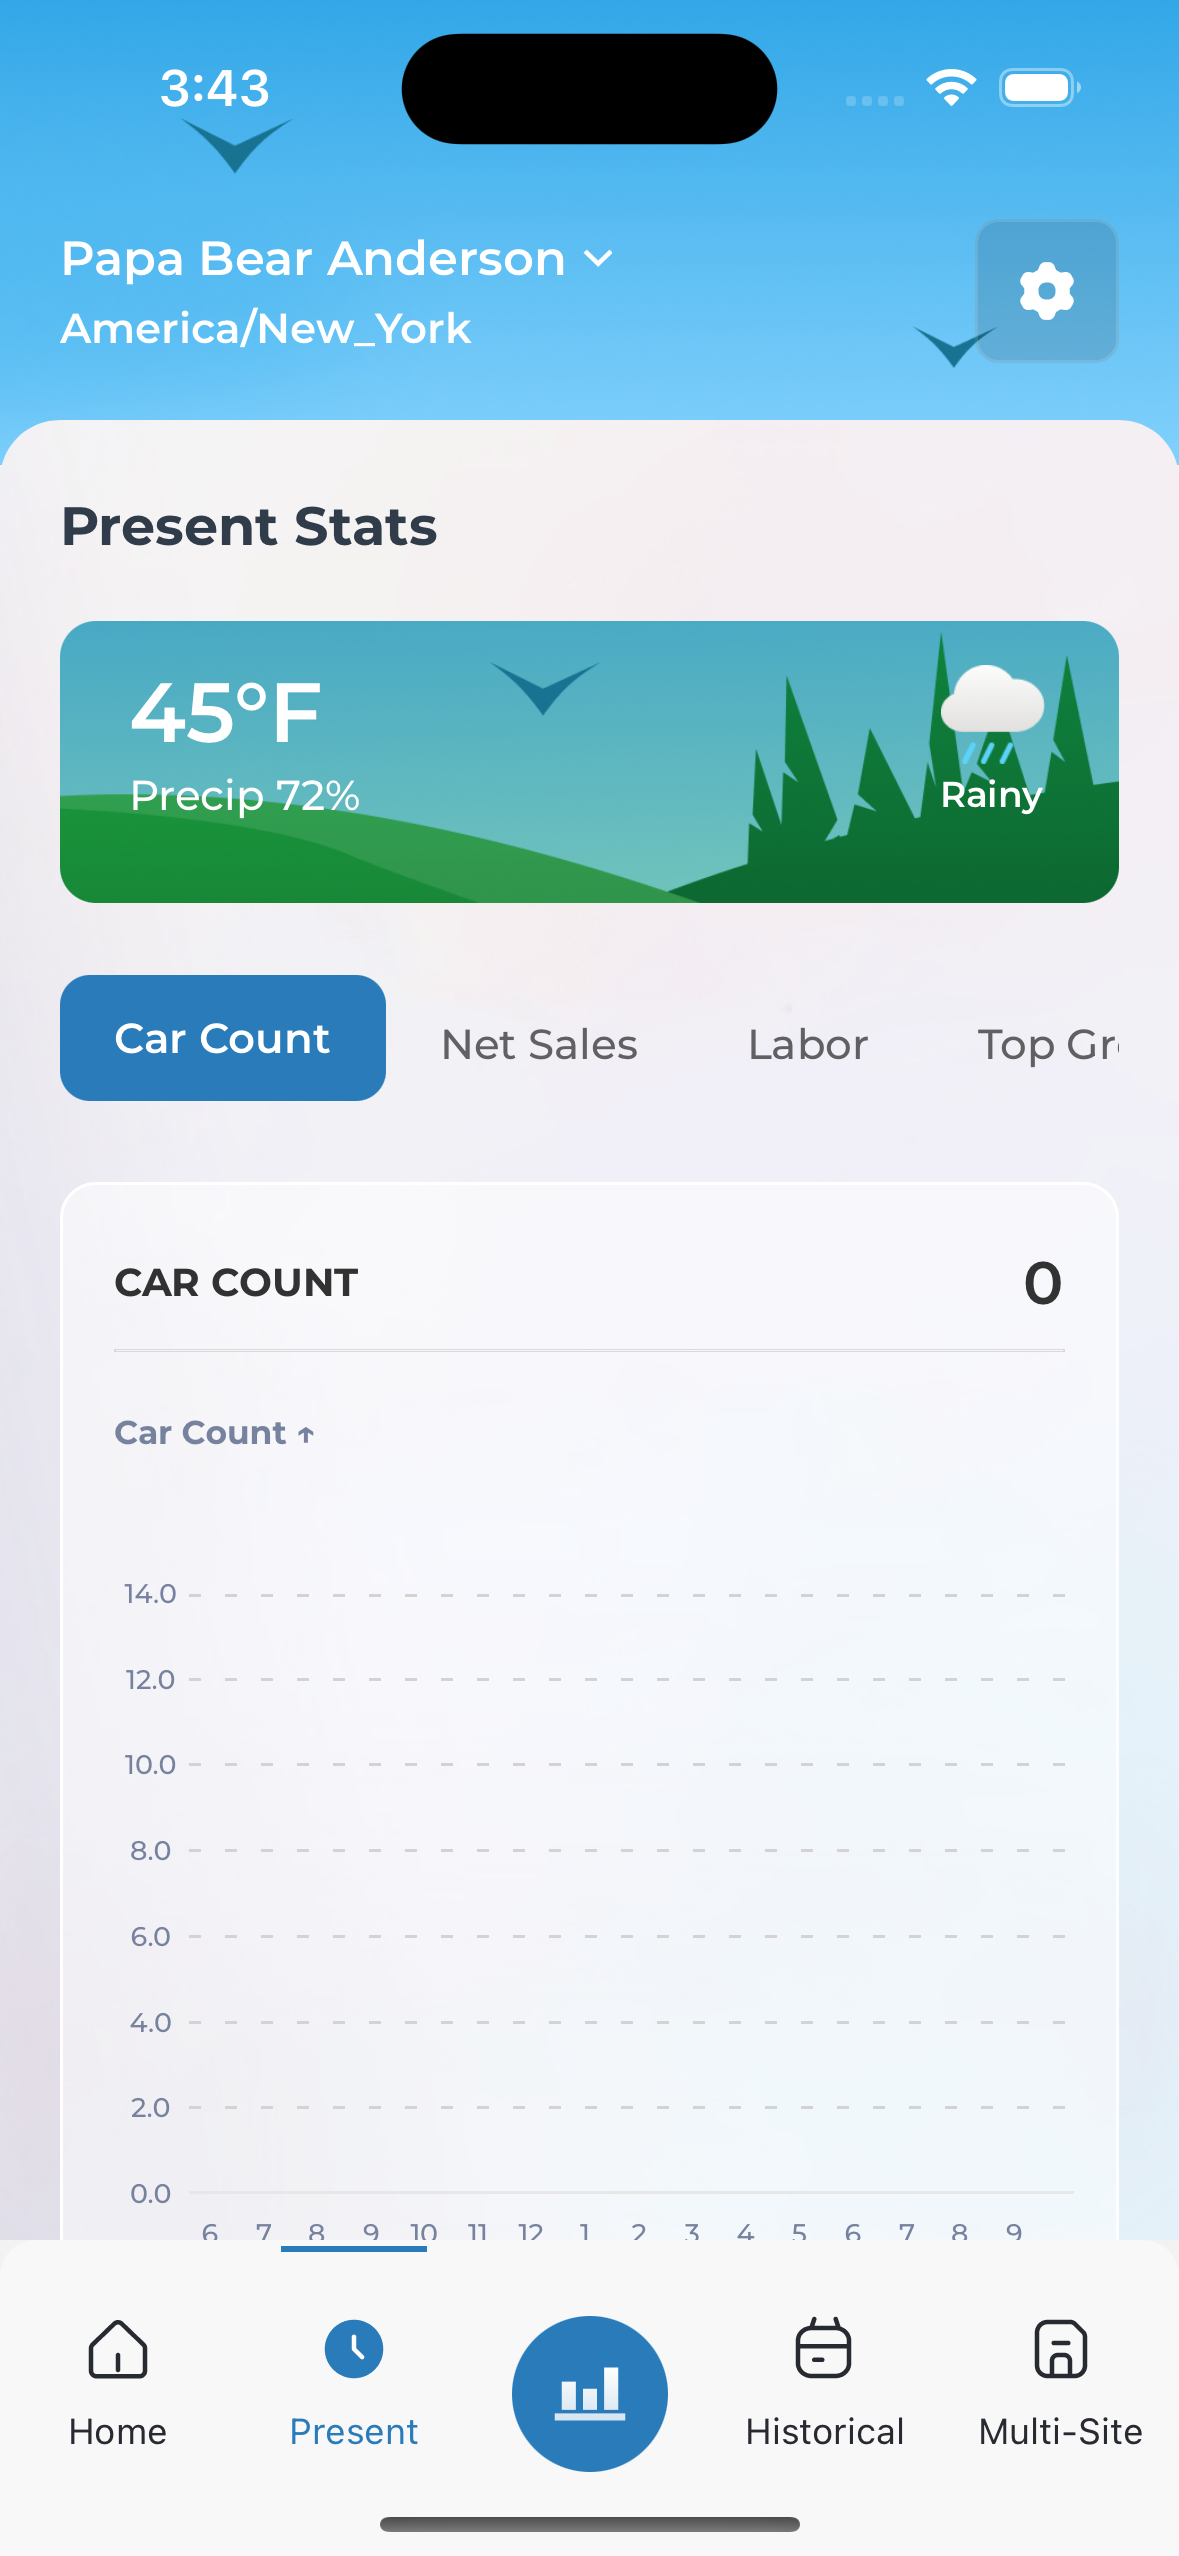 3:43
Papa Bear Anderson
America/New_York
Present Stats
45°F
Precip 72%
Rainy
Car Count
Net Sales
Labor
Top Gr
CAR COUNT
0
Car Count ↑
14.0
12.0
10.0
8.0
6.0
4.0
2.0
0.0
6 7 8 9 10 11 12 1 2 3 4 5 6 7 8 9
Home
Present
Historical
Multi-Site